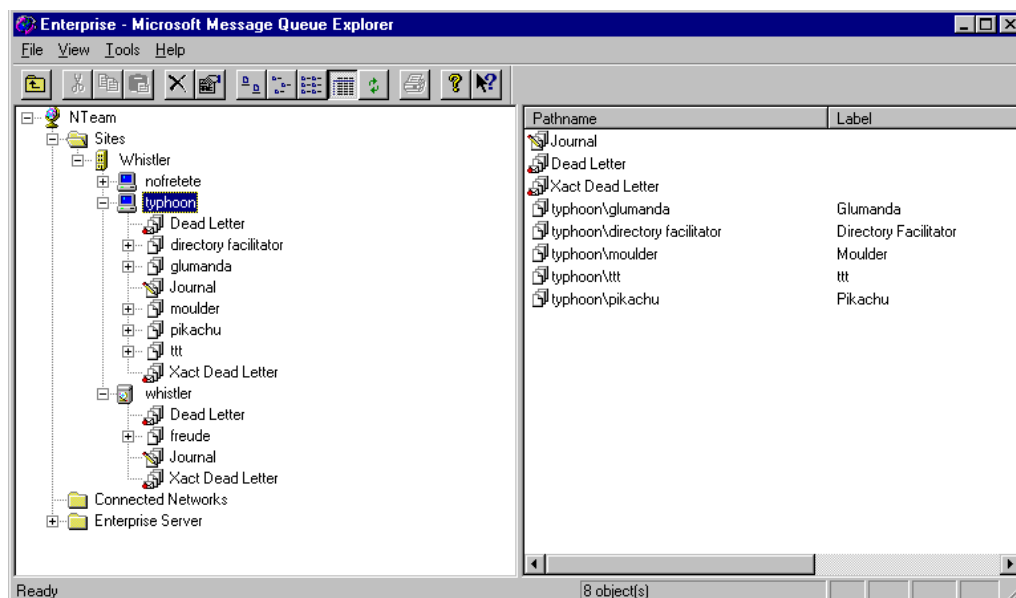 Enterprise - Microsoft Message Queue Explorer
File View Tools Help
NTeam
Sites
Whistler
nofretete
typhoon
Dead Letter
directory facilitator
glumanda
Journal
moulder
pikachu
ttt
Xact Dead Letter
whistler
Dead Letter
freude
Journal
Xact Dead Letter
Connected Networks
Enterprise Server
Pathname Label
Journal
Dead Letter
Xact Dead Letter
typhoon\glumanda Glumanda
typhoon\directory facilitator Directory Facilitator
typhoon\moulder Moulder
typhoon\ttt ttt
typhoon\pikachu Pikachu
Ready 8 object(s)